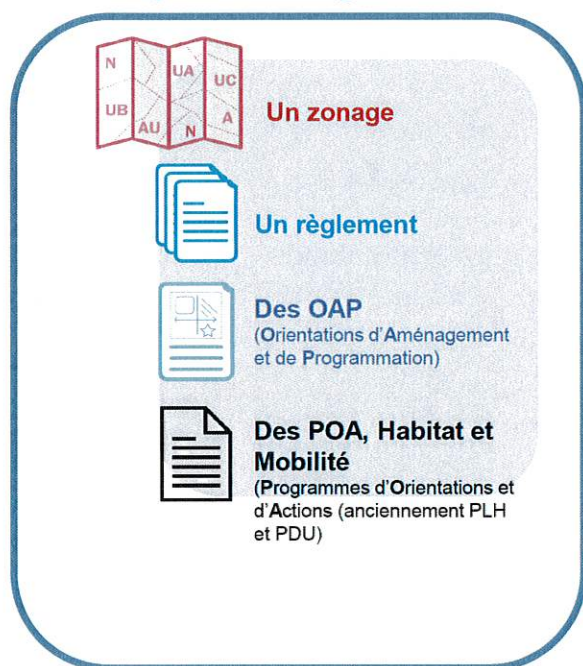 N
UA
UC
UB
AU
N
A
Un zonage
Un règlement
Des OAP
(Orientations d'Aménagement
et de Programmation)
Des POA, Habitat et
Mobilité
(Programmes d'Orientations et
d'Actions (anciennement PLH
et PDU)